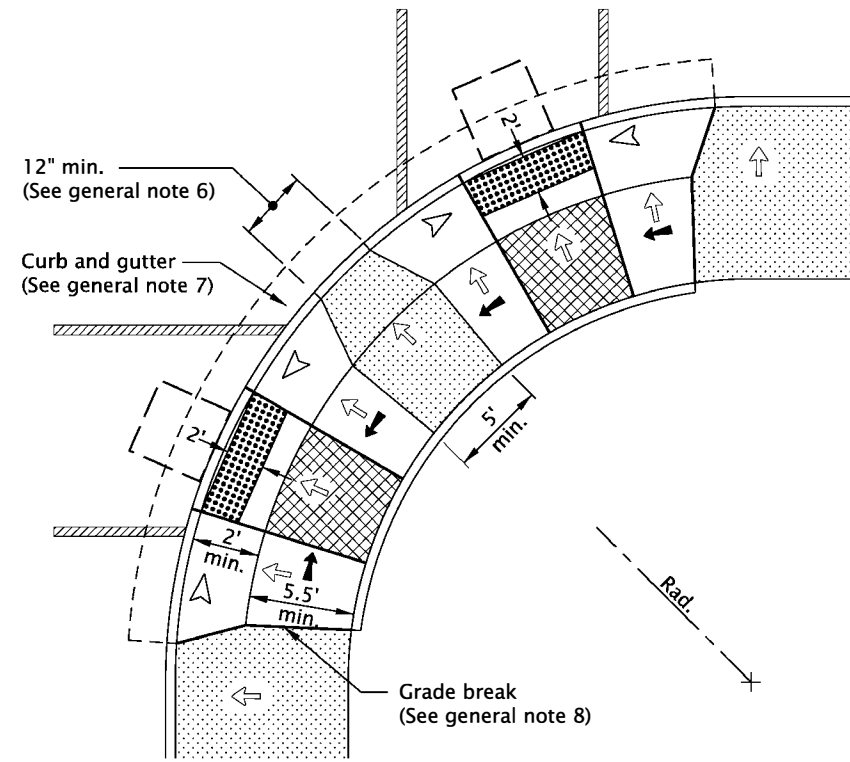 2'
12" min.
(See general note 6)
Curb and gutter
(See general note 7)
2'
5'
min.
2'
min.
5.5'
min.
Rad.
Grade break
(See general note 8)